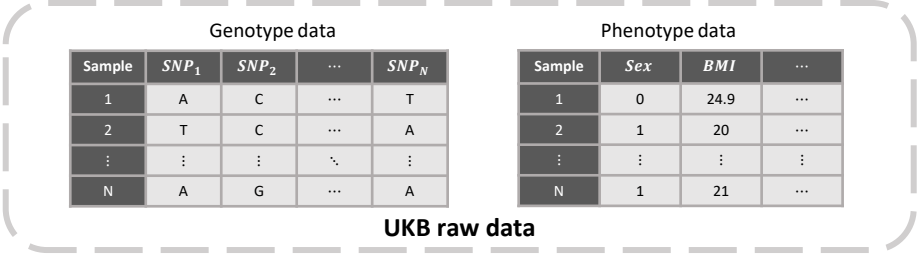 Genotype data Phenotype data
Sample SNP₁ SNP₂ ⋯ SNP_N Sample Sex BMI ⋯
1 A C ⋯ T 1 0 24.9 ⋯
2 T C ⋯ A 2 1 20 ⋯
⋮ ⋮ ⋮ ⋱ ⋮ ⋮ ⋮ ⋮ ⋮
N A G ⋯ A N 1 21 ⋯
UKB raw data